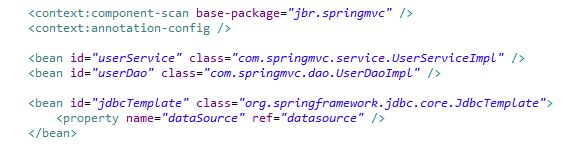 <context:component-scan base-package="jbr.springmvc" />
<context:annotation-config />
<bean id="userService" class="com.springmvc.service.UserServiceImpl" />
<bean id="userDao" class="com.springmvc.dao.UserDaoImpl" />
<bean id="jdbcTemplate" class="org.springframework.jdbc.core.JdbcTemplate">
<property name="dataSource" ref="datasource" />
</bean>